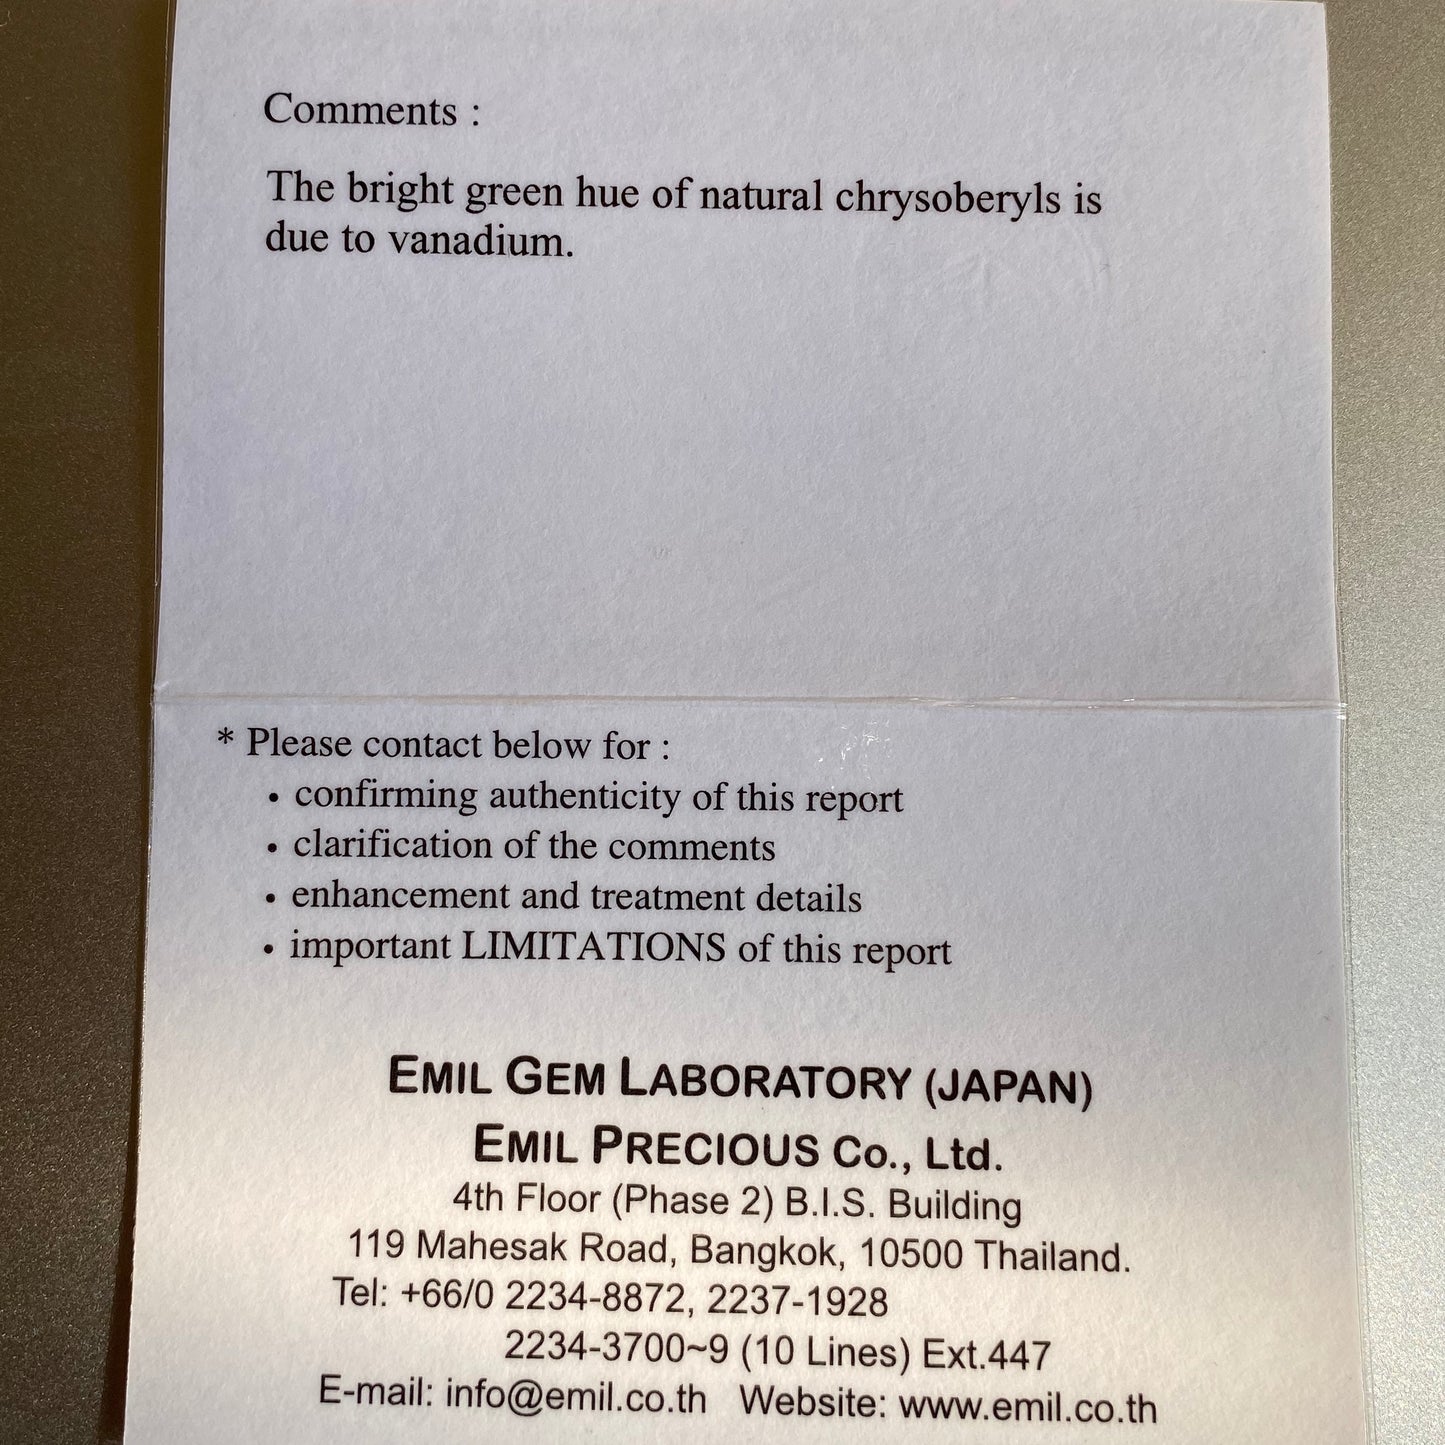 Comments :
The bright green hue of natural chrysoberyls is
due to vanadium.
* Please contact below for :
• confirming authenticity of this report
• clarification of the comments
• enhancement and treatment details
• important LIMITATIONS of this report
EMIL GEM LABORATORY (JAPAN)
EMIL PRECIOUS Co., Ltd.
4th Floor (Phase 2) B.I.S. Building
119 Mahesak Road, Bangkok, 10500 Thailand.
Tel: +66/0 2234-8872, 2237-1928
2234-3700~9 (10 Lines) Ext.447
E-mail: info@emil.co.th Website: www.emil.co.th